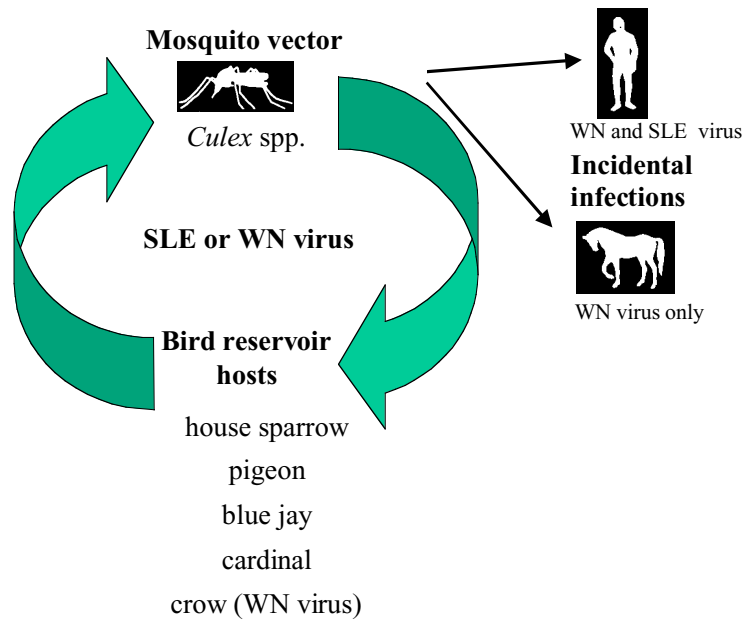 Mosquito vector
Culex spp.
WN and SLE virus
Incidental
infections
WN virus only
SLE or WN virus
Bird reservoir
hosts
house sparrow
pigeon
blue jay
cardinal
crow (WN virus)